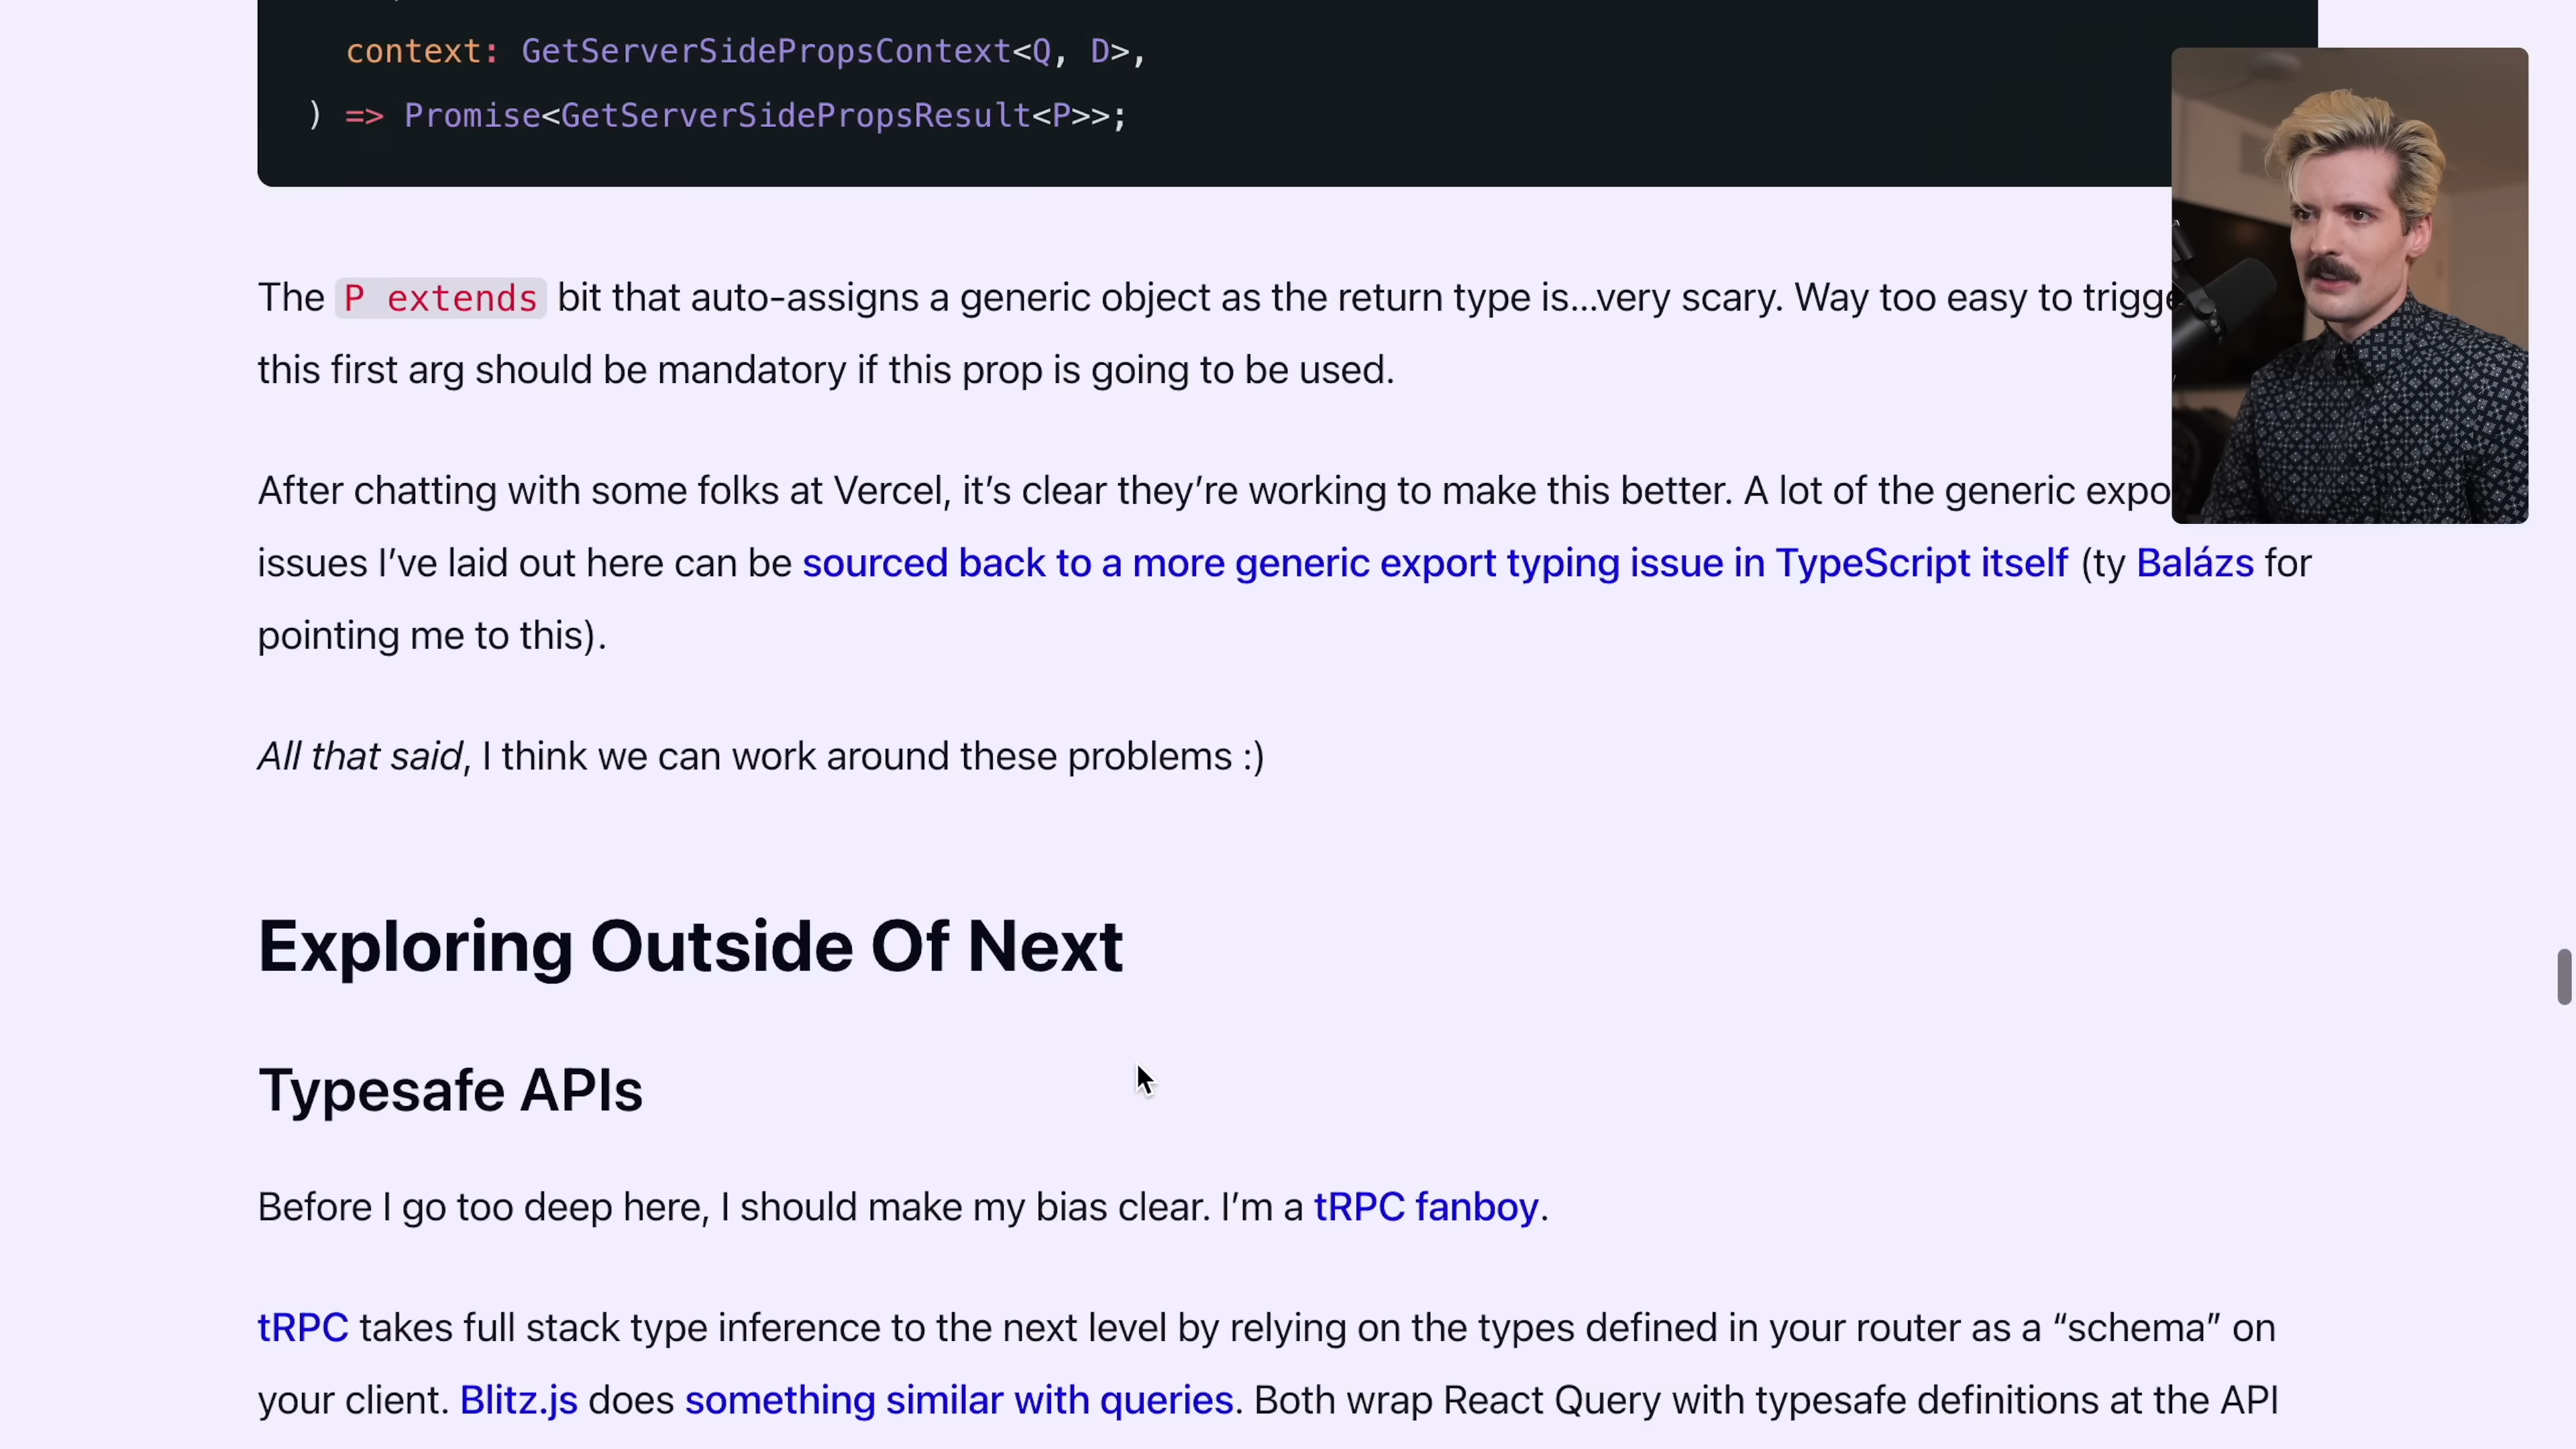 context: GetServerSidePropsContext<Q, D>,
) => Promise<GetServerSidePropsResult<P>>;
The P extends bit that auto-assigns a generic object as the return type is...very scary. Way too easy to
this first arg should be mandatory if this prop is going to be used.
After chatting with some folks at Vercel, it’s clear they’re working to make this better. A lot of the generic
issues I’ve laid out here can be sourced back to a more generic export typing issue in TypeScript itself (ty Balázs for
pointing me to this).
All that said, I think we can work around these problems :)
Exploring Outside Of Next
Typesafe APIs
Before I go too deep here, I should make my bias clear. I’m a tRPC fanboy.
tRPC takes full stack type inference to the next level by relying on the types defined in your router as a “schema” on
your client. Blitz.js does something similar with queries. Both wrap React Query with typesafe definitions at the API